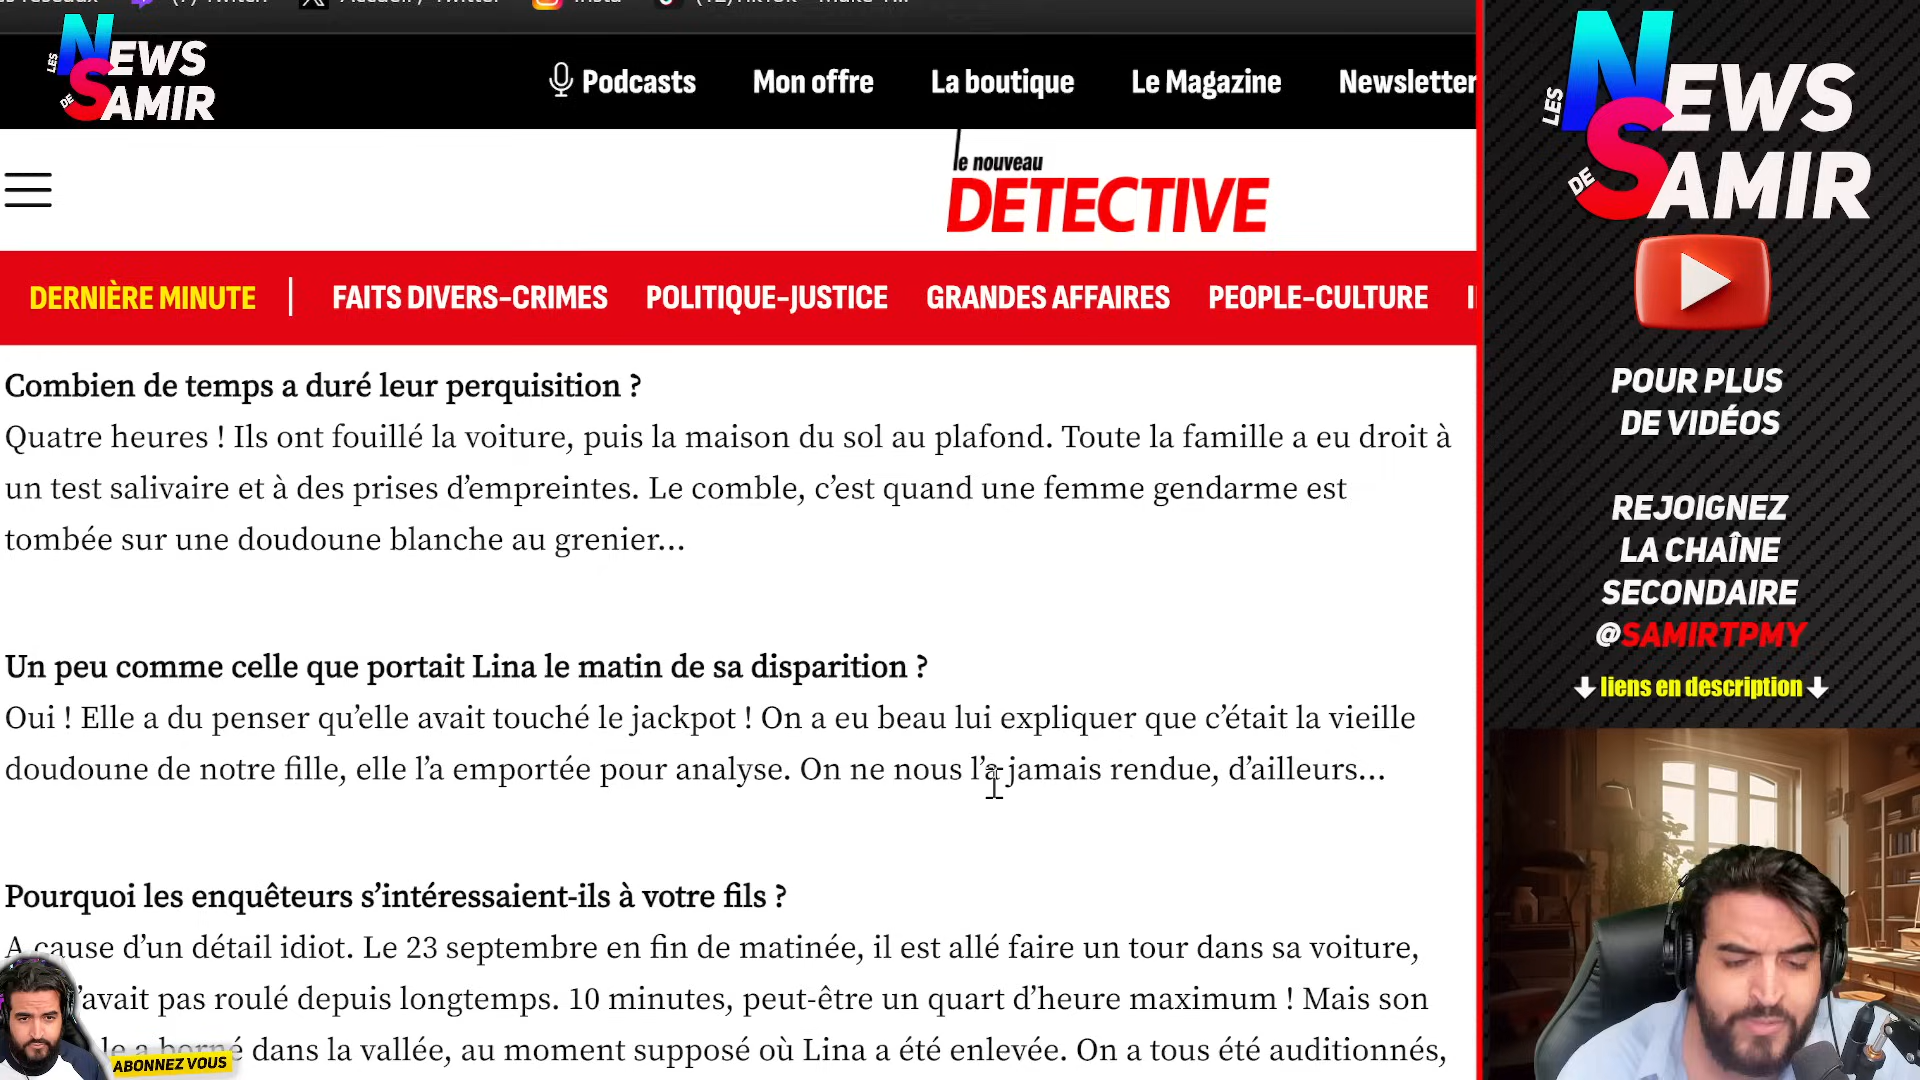 (7) Twitch
Accueil / Twitter
Insta
LES NEWS DE SAMIR
Podcasts
Mon offre
La boutique
Le Magazine
Newsletter
le nouveau
DETECTIVE
DERNIÈRE MINUTE
FAITS DIVERS-CRIMES
POLITIQUE-JUSTICE
GRANDES AFFAIRES
PEOPLE-CULTURE
Combien de temps a duré leur perquisition ?
Quatre heures ! Ils ont fouillé la voiture, puis la maison du sol au plafond. Toute la famille a eu droit à
un test salivaire et à des prises d’empreintes. Le comble, c’est quand une femme gendarme est
tombée sur une doudoune blanche au grenier…
Un peu comme celle que portait Lina le matin de sa disparition ?
Oui ! Elle a du penser qu’elle avait touché le jackpot ! On a eu beau lui expliquer que c’était la vieille
doudoune de notre fille, elle l’a emportée pour analyse. On ne nous l’a jamais rendue, d’ailleurs…
Pourquoi les enquêteurs s’intéressaient-ils à votre fils ?
A cause d’un détail idiot. Le 23 septembre en fin de matinée, il est allé faire un tour dans sa voiture,
’avait pas roulé depuis longtemps. 10 minutes, peut-être un quart d’heure maximum ! Mais son
le a borné dans la vallée, au moment supposé où Lina a été enlevée. On a tous été auditionnés,
ABONNEZ VOUS
LES NEWS DE SAMIR
POUR PLUS
DE VIDÉOS
REJOIGNEZ
LA CHAÎNE
SECONDAIRE
@SAMIRTPMY
liens en description